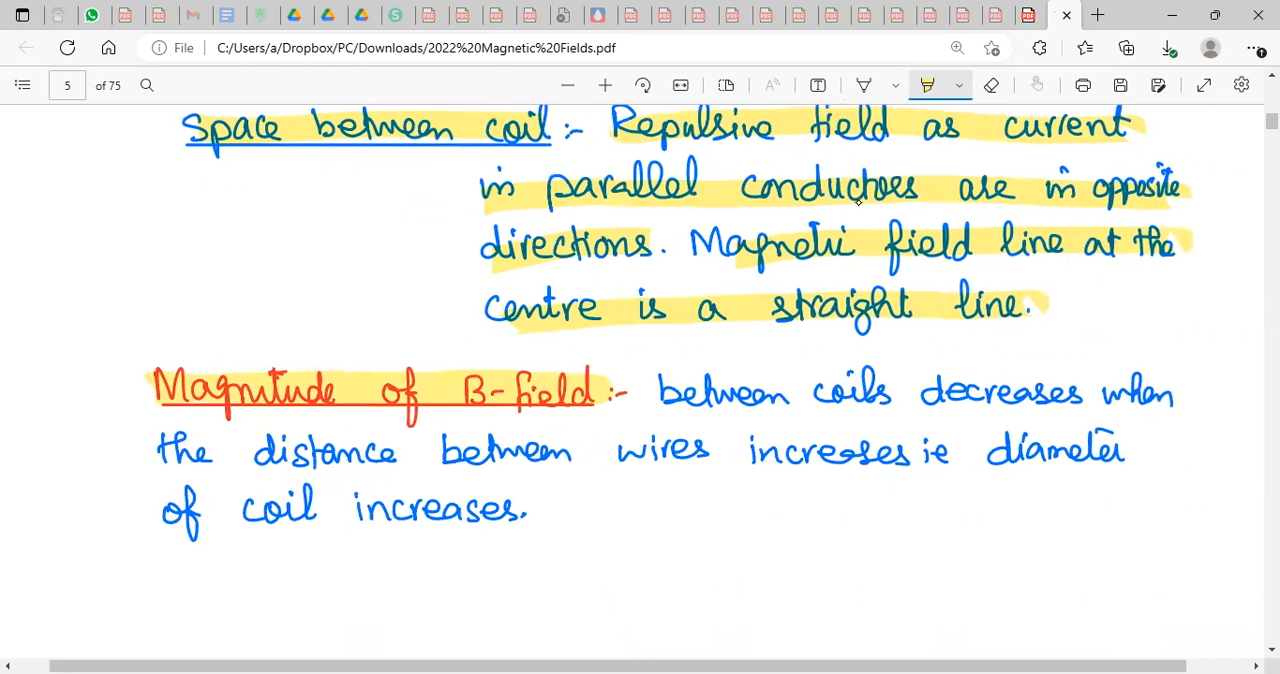 File C:/Users/a/Dropbox/PC/Downloads/2022%20Magnetic%20Fields.pdf
5 of 75
Space between coil :- Repulsive field as current
in parallel conductors are in opposite
directions. Magnetic field line at the
centre is a straight line.
Magnitude of B-field :- between coils decreases when
the distance between wires increases ie diameter
of coil increases.